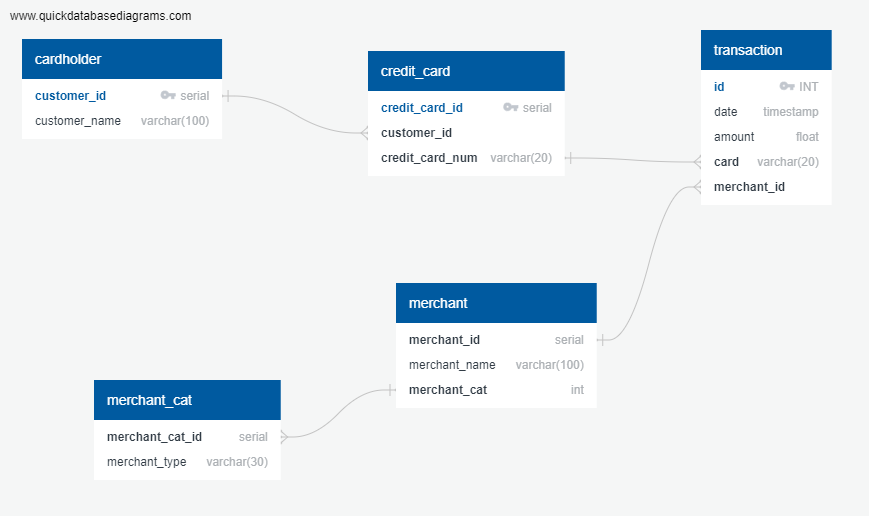 www.quickdatabasediagrams.com
cardholder
customer_id serial
customer_name varchar(100)
credit_card
credit_card_id serial
customer_id
credit_card_num varchar(20)
transaction
id INT
date timestamp
amount float
card varchar(20)
merchant_id
merchant
merchant_id serial
merchant_name varchar(100)
merchant_cat int
merchant_cat
merchant_cat_id serial
merchant_type varchar(30)